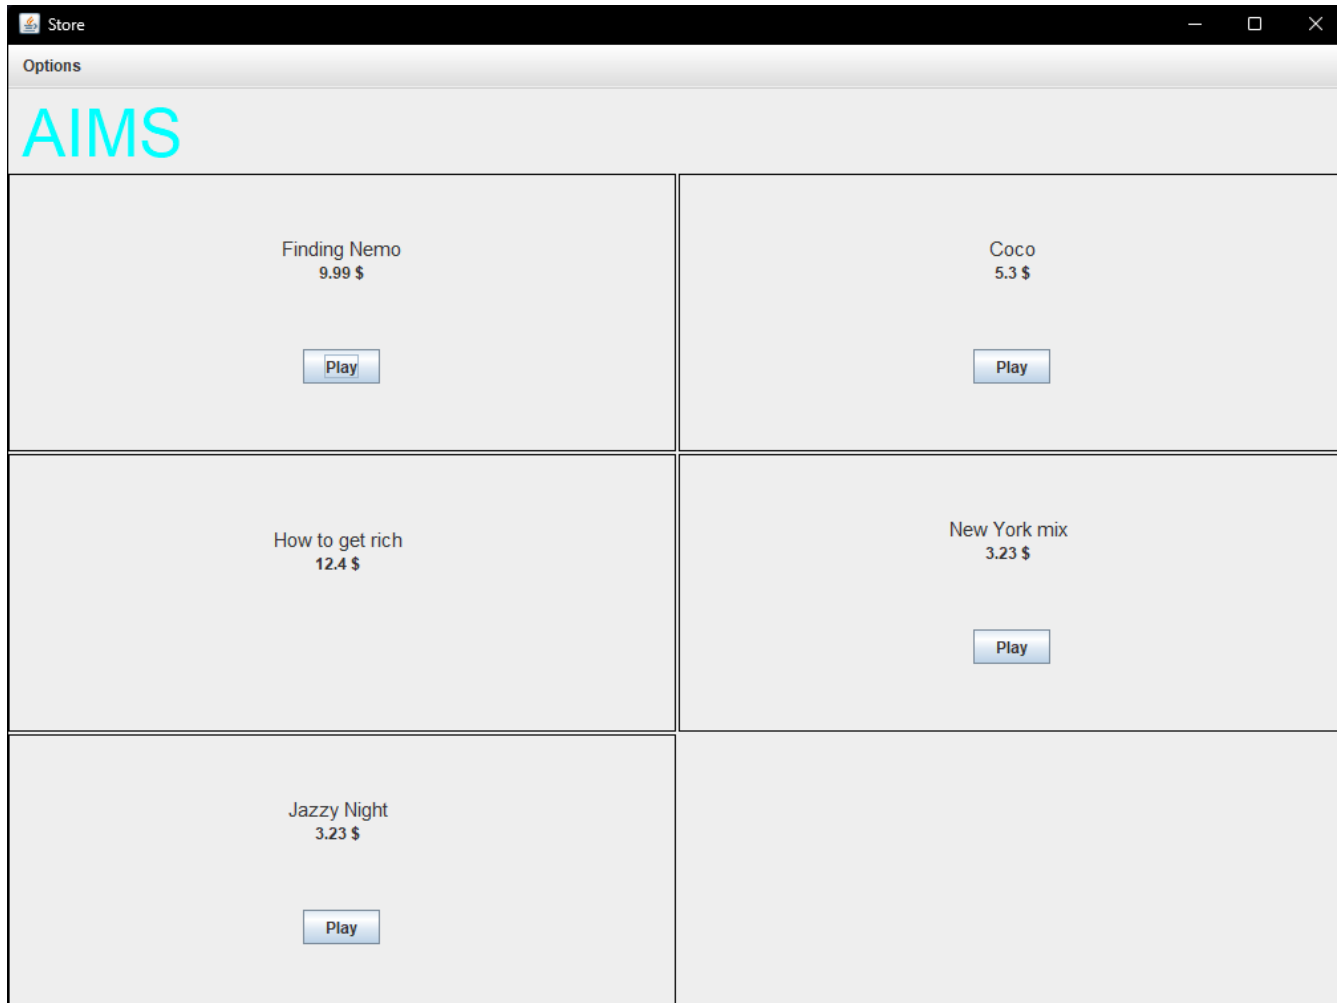 Store
Options
AIMS
Finding Nemo
9.99 $
Play
Coco
5.3 $
Play
How to get rich
12.4 $
New York mix
3.23 $
Play
Jazzy Night
3.23 $
Play